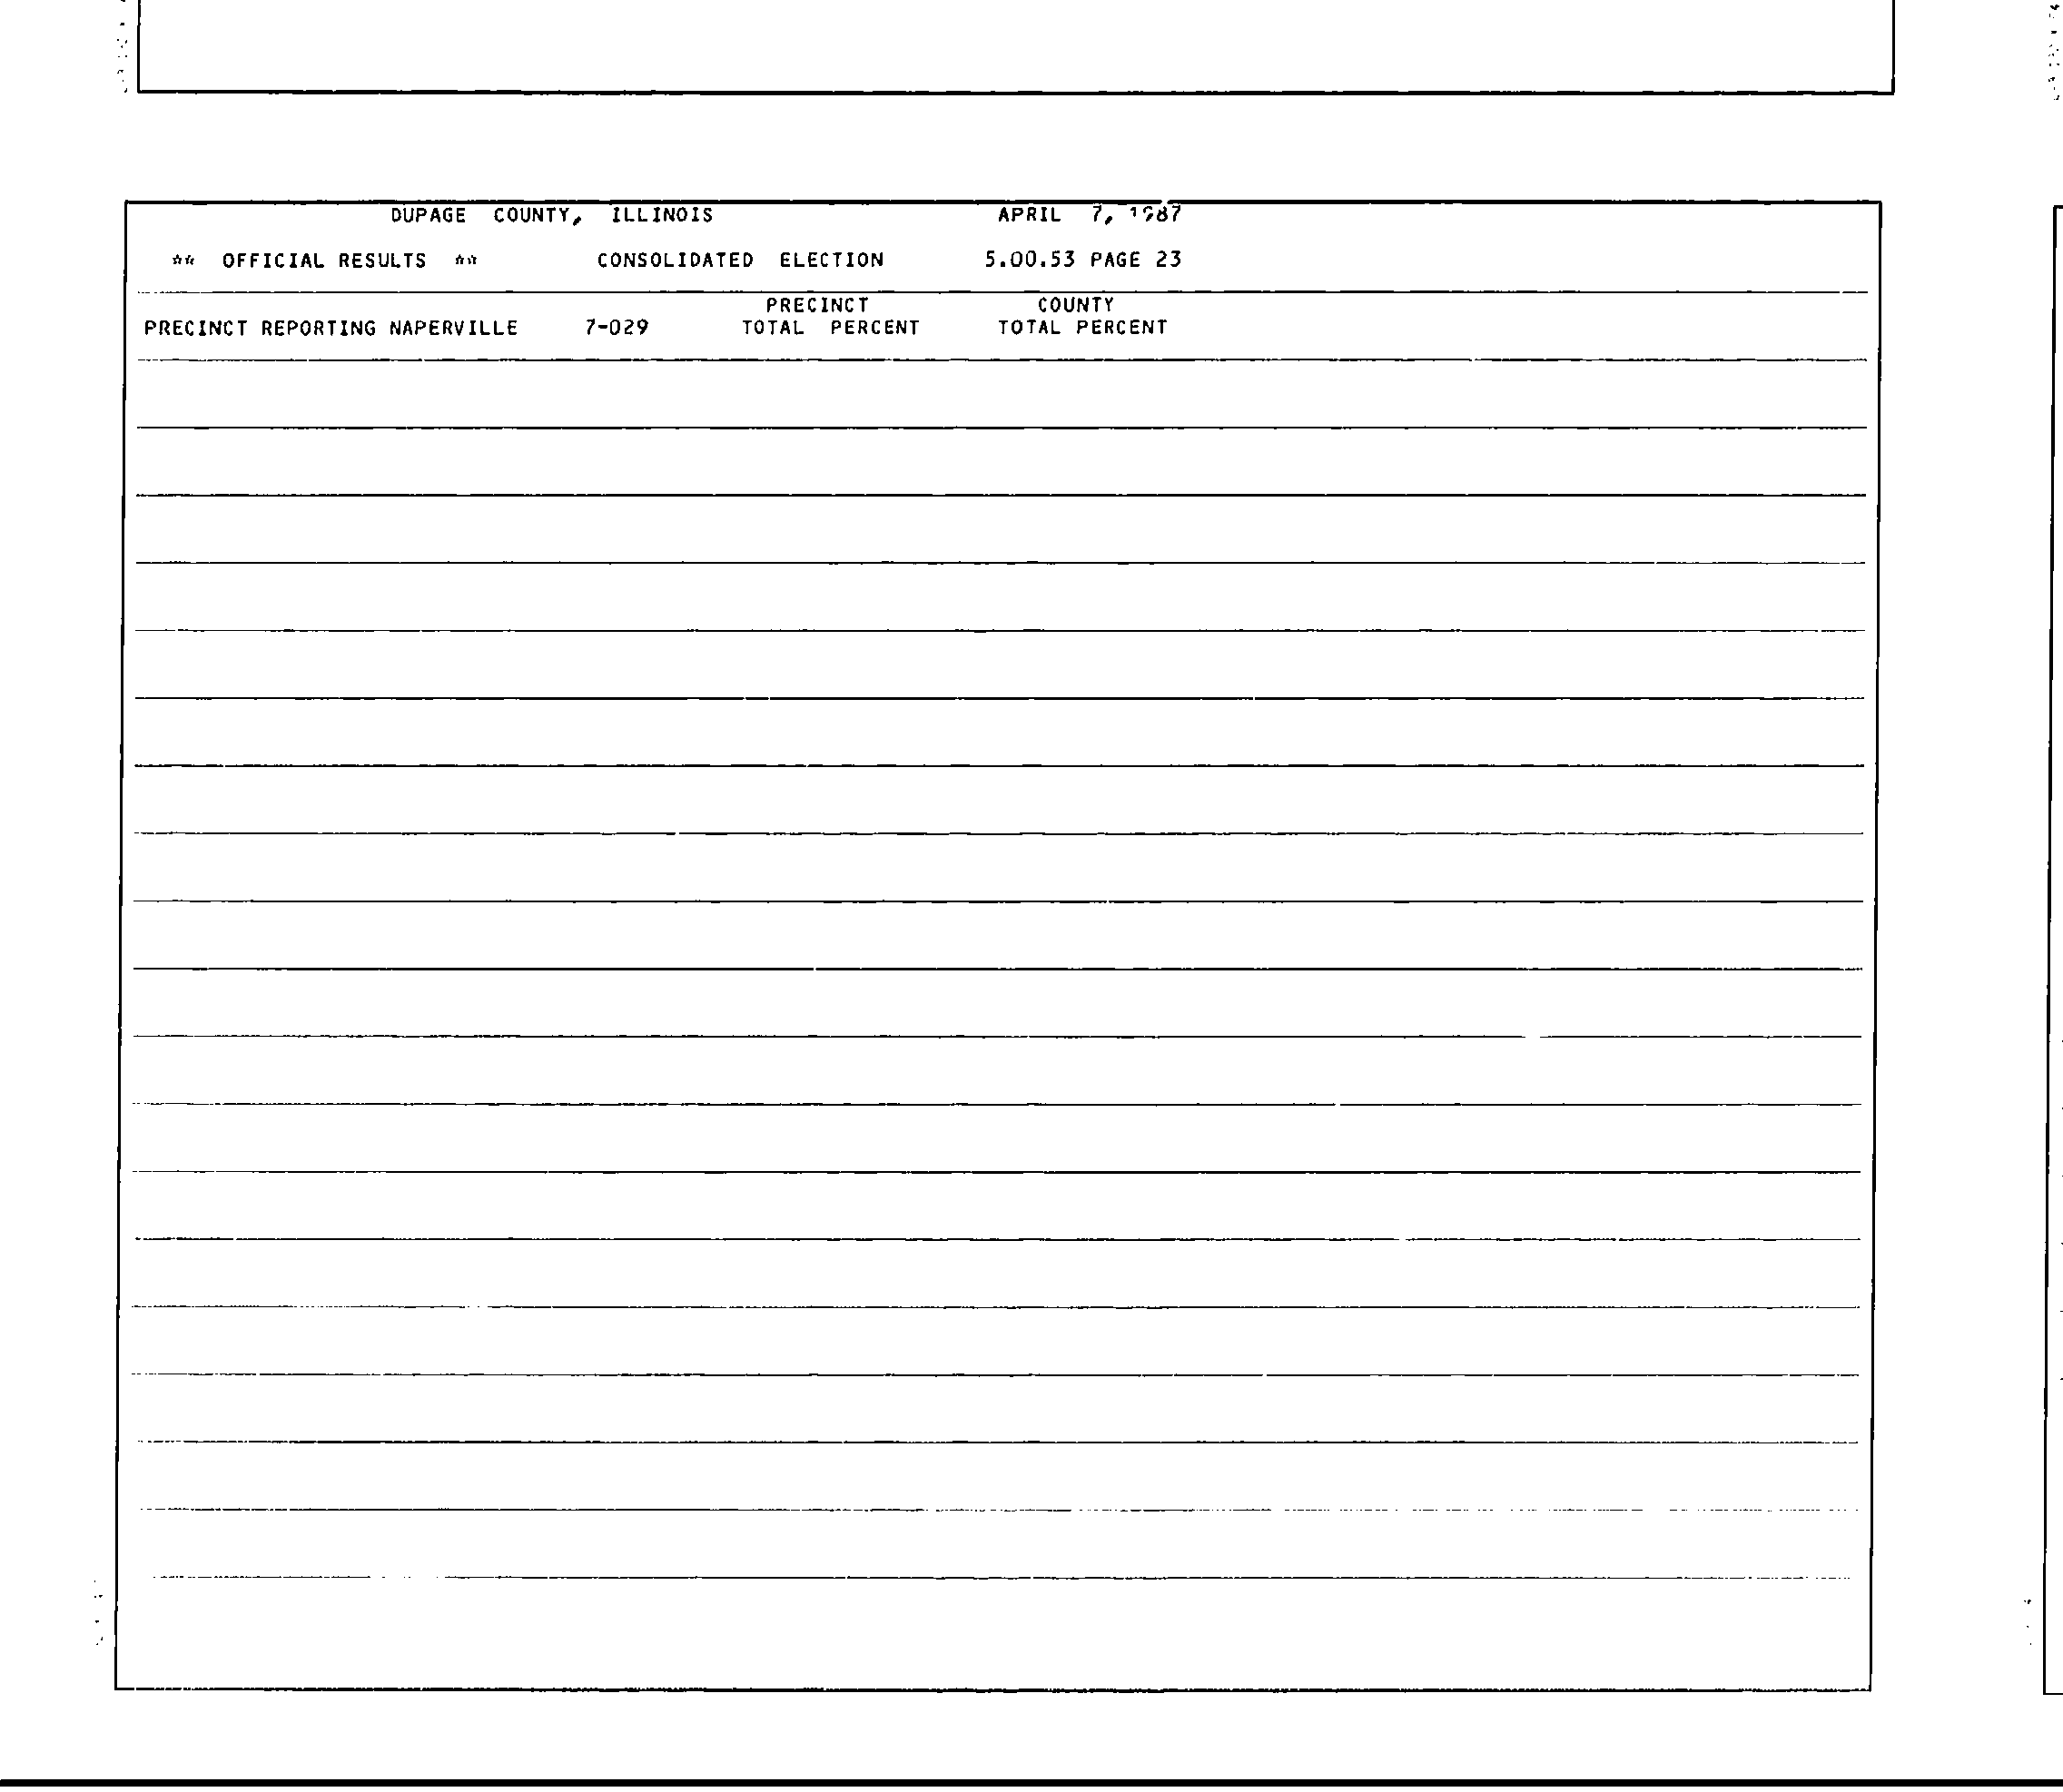 DUPAGE COUNTY, ILLINOIS APRIL 7, 1987
** OFFICIAL RESULTS ** CONSOLIDATED ELECTION 5.00.53 PAGE 23
PRECINCT COUNTY
PRECINCT REPORTING NAPERVILLE 7-029 TOTAL PERCENT TOTAL PERCENT